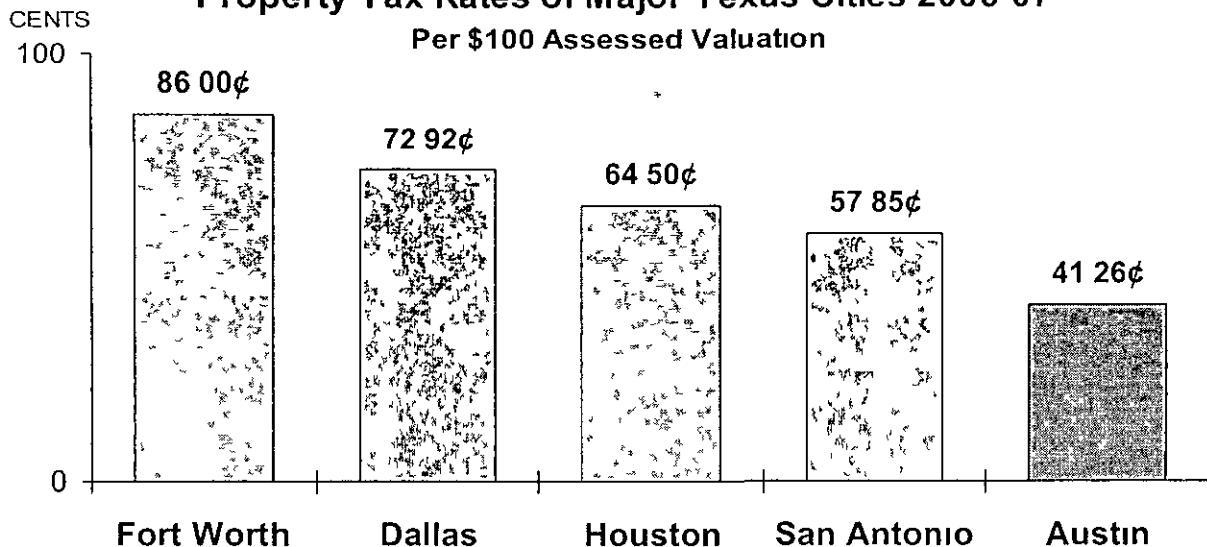 CENTS
Per $100 Assessed Valuation
100
86 00¢
72 92¢
64 50¢
57 85¢
41 26¢
0
Fort Worth Dallas Houston San Antonio Austin